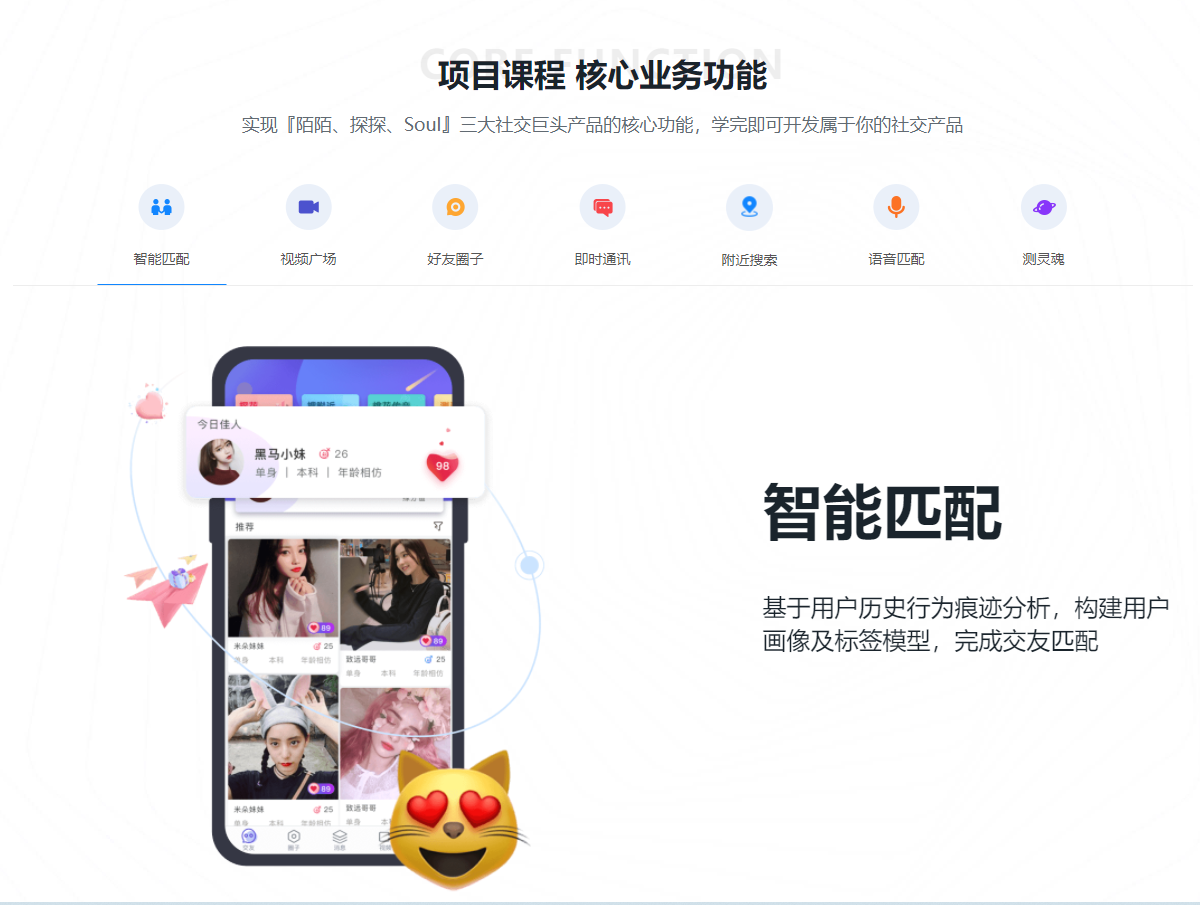 CORE FUNCTION
项目课程 核心业务功能
实现『陌陌、探探、Soul』三大社交巨头产品的核心功能，学完即可开发属于你的社交产品
智能匹配
视频广场
好友圈子
即时通讯
附近搜索
语音匹配
测灵魂
今日佳人
黑马小妹 26
98
单身 | 本科 | 年龄相仿
推荐
89
89
米朵妹妹 25
致远哥哥 25
单身 本科 年龄相仿
单身 本科 年龄相仿
89
米朵妹妹 25
致远哥哥
单身 本科 年龄相仿
单身
交友
圈子
消息
智能匹配
基于用户历史行为痕迹分析，构建用户
画像及标签模型，完成交友匹配